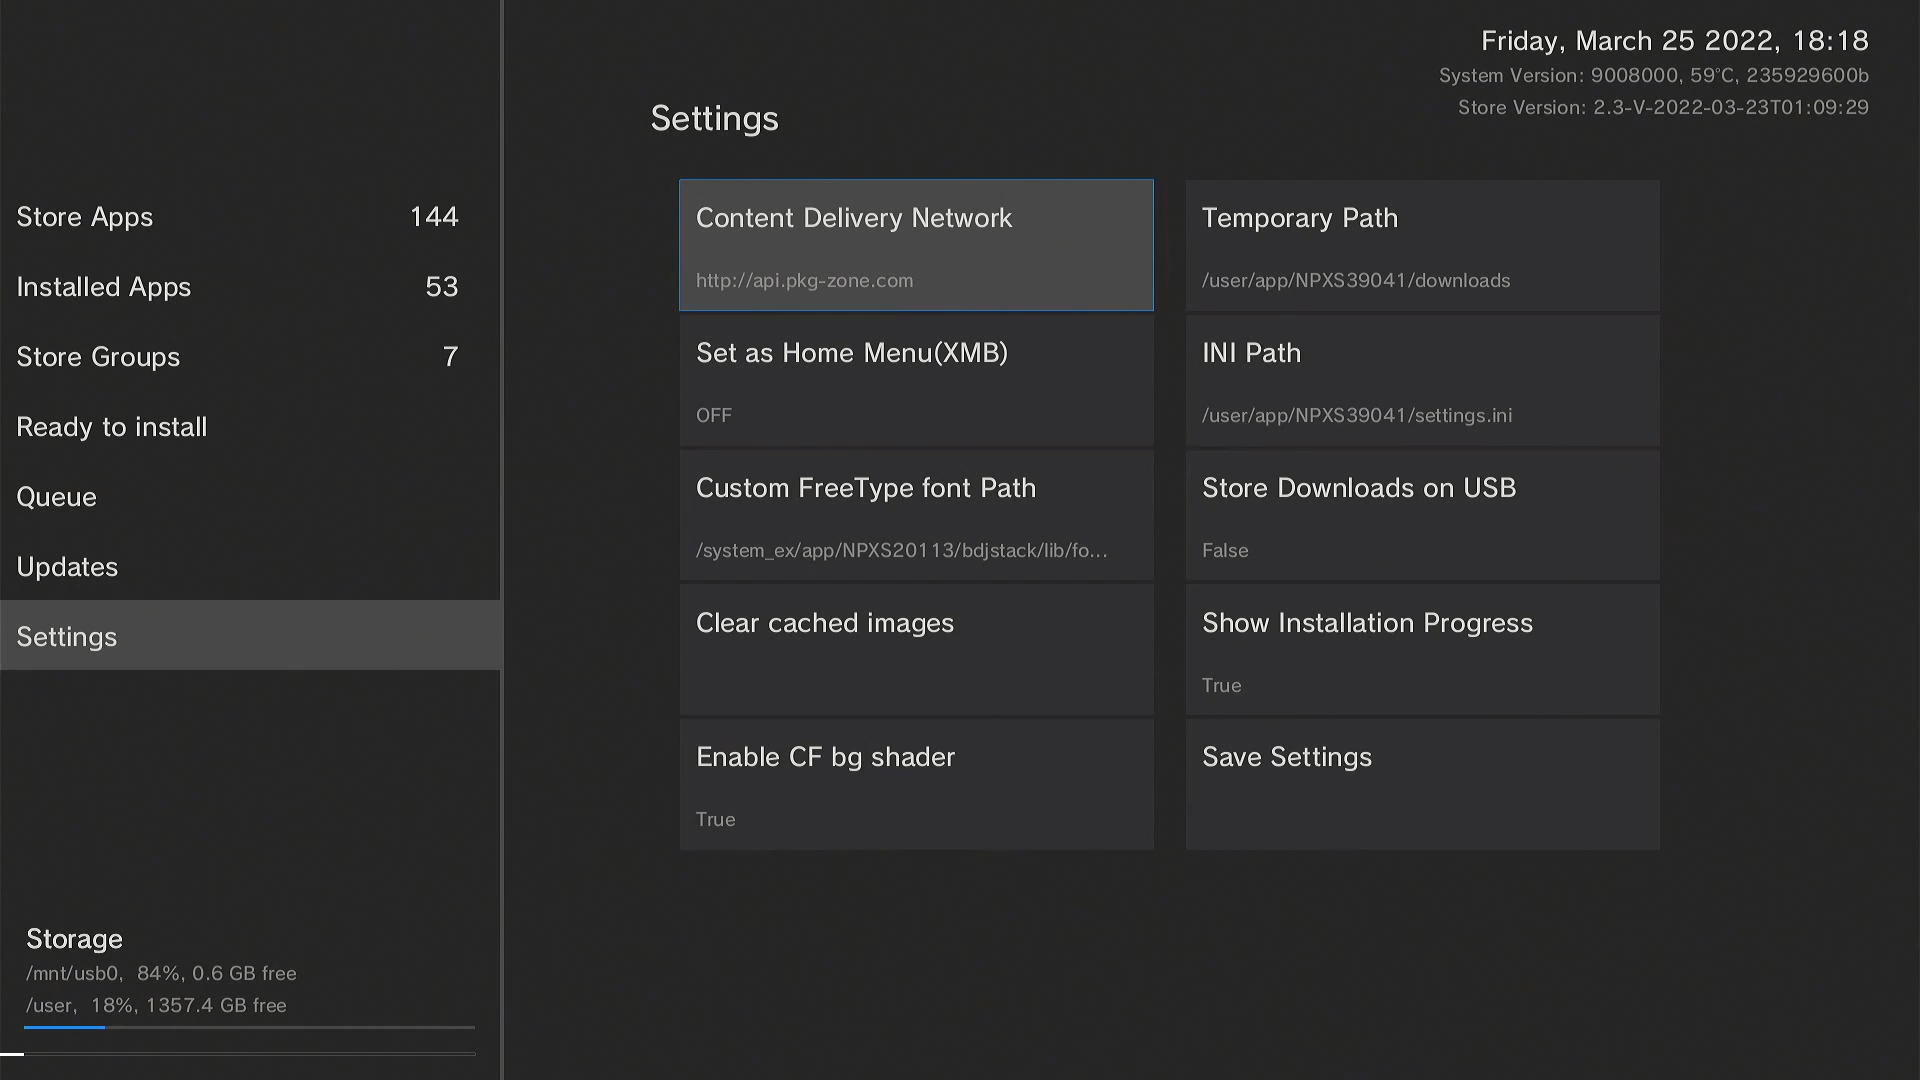 Friday, March 25 2022, 18:18
System Version: 9008000, 59°C, 235929600b
Store Version: 2.3-V-2022-03-23T01:09:29
Store Apps 144
Installed Apps 53
Store Groups 7
Ready to install
Queue
Updates
Settings
Storage
/mnt/usb0,  84%, 0.6 GB free
/user,  18%, 1357.4 GB free
Settings
Content Delivery Network
http://api.pkg-zone.com
Temporary Path
/user/app/NPXS39041/downloads
Set as Home Menu(XMB)
OFF
INI Path
/user/app/NPXS39041/settings.ini
Custom FreeType font Path
/system_ex/app/NPXS20113/bdjstack/lib/fo...
Store Downloads on USB
False
Clear cached images
Show Installation Progress
True
Enable CF bg shader
True
Save Settings